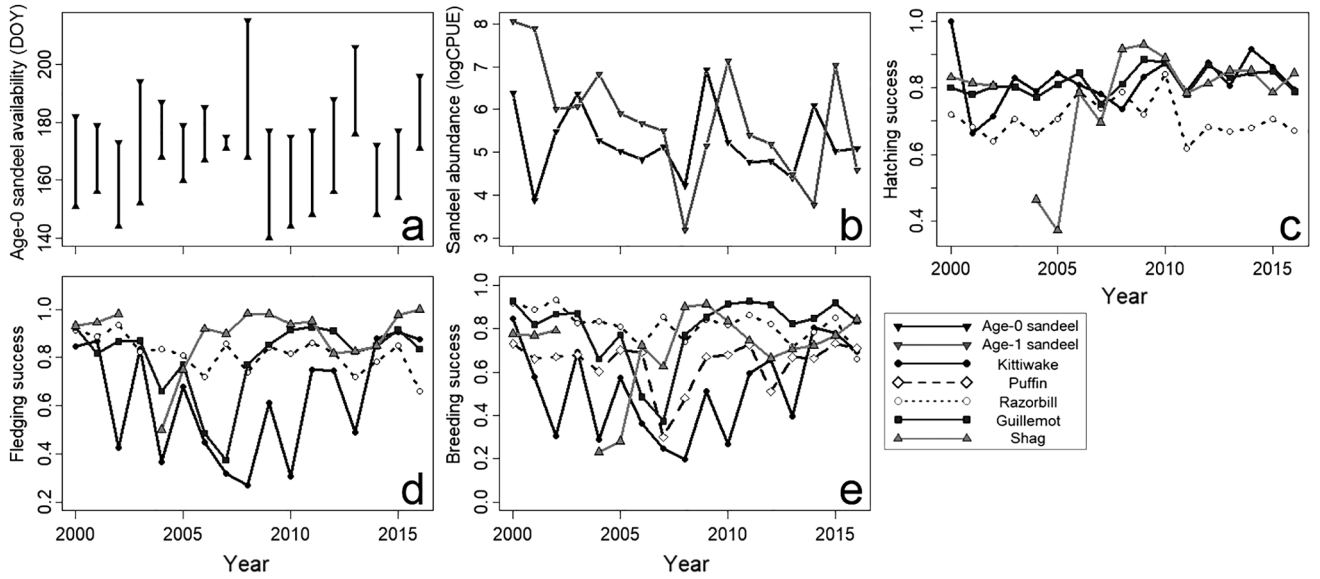 Age-0 sandeel availability (DOY)
200
180
160
140
a
Sandeel abundance (logCPUE)
8
7
6
5
4
3
b
Hatching success
1.0
0.8
0.6
0.4
c
2000 2005 2010 2015
Year
Fledging success
1.0
0.8
0.6
0.4
0.2
d
2000 2005 2010 2015
Year
Breeding success
1.0
0.8
0.6
0.4
0.2
0.0
e
2000 2005 2010 2015
Year
Age-0 sandeel
Age-1 sandeel
Kittiwake
Puffin
Razorbill
Guillemot
Shag